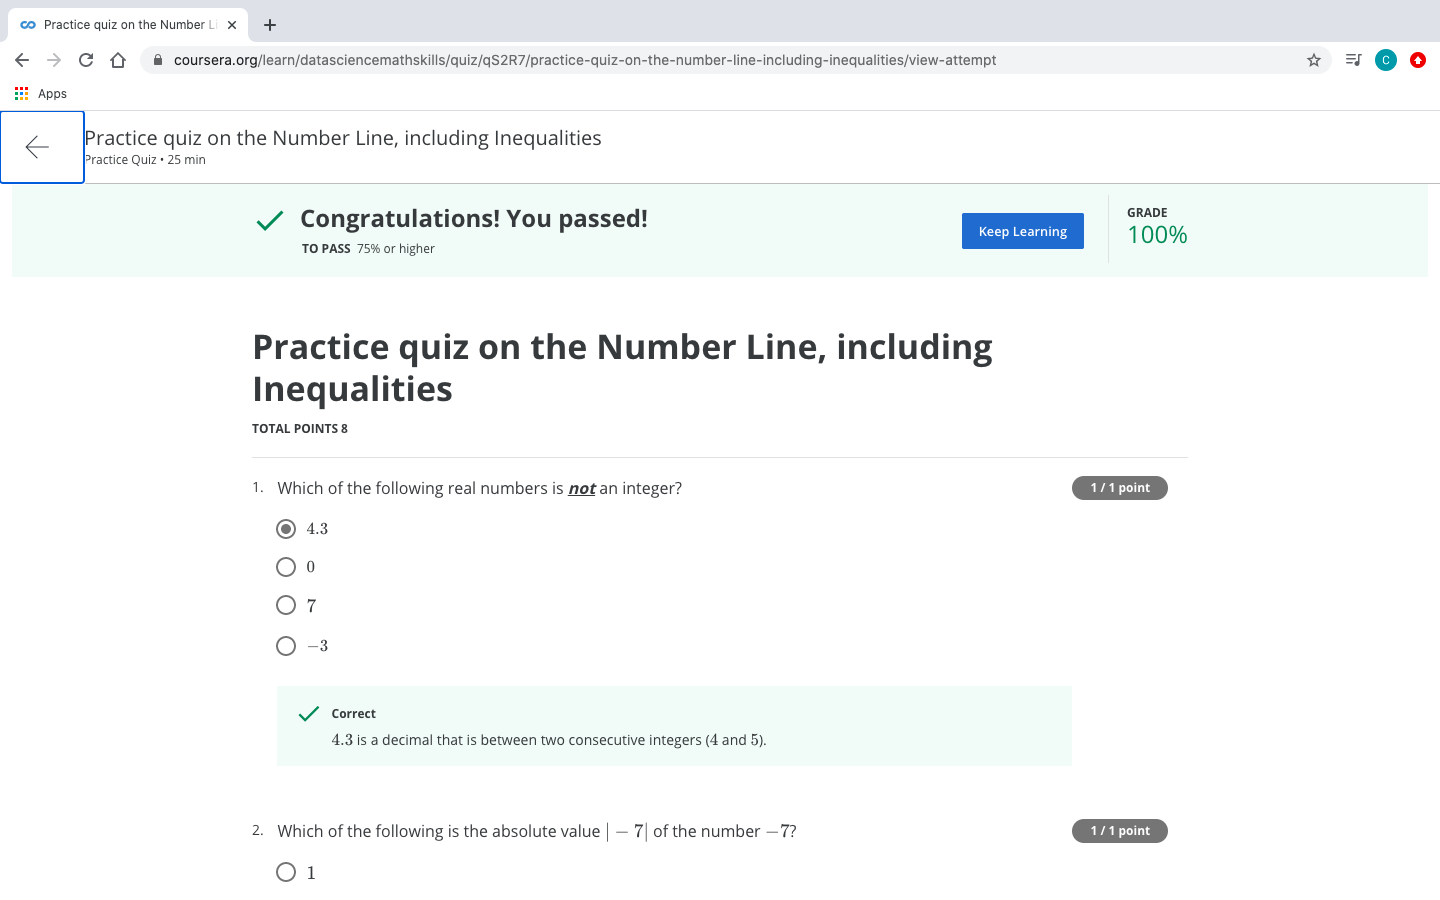 Practice quiz on the Number Li
coursera.org/learn/datasciencemathskills/quiz/qS2R7/practice-quiz-on-the-number-line-including-inequalities/view-attempt
C
Apps
Practice quiz on the Number Line, including Inequalities
Practice Quiz • 25 min
Congratulations! You passed!
TO PASS 75% or higher
Keep Learning
GRADE
100%
Practice quiz on the Number Line, including
Inequalities
TOTAL POINTS 8
1. Which of the following real numbers is not an integer?
1 / 1 point
4.3
0
7
−3
Correct
4.3 is a decimal that is between two consecutive integers (4 and 5).
2. Which of the following is the absolute value | − 7| of the number −7?
1 / 1 point
1